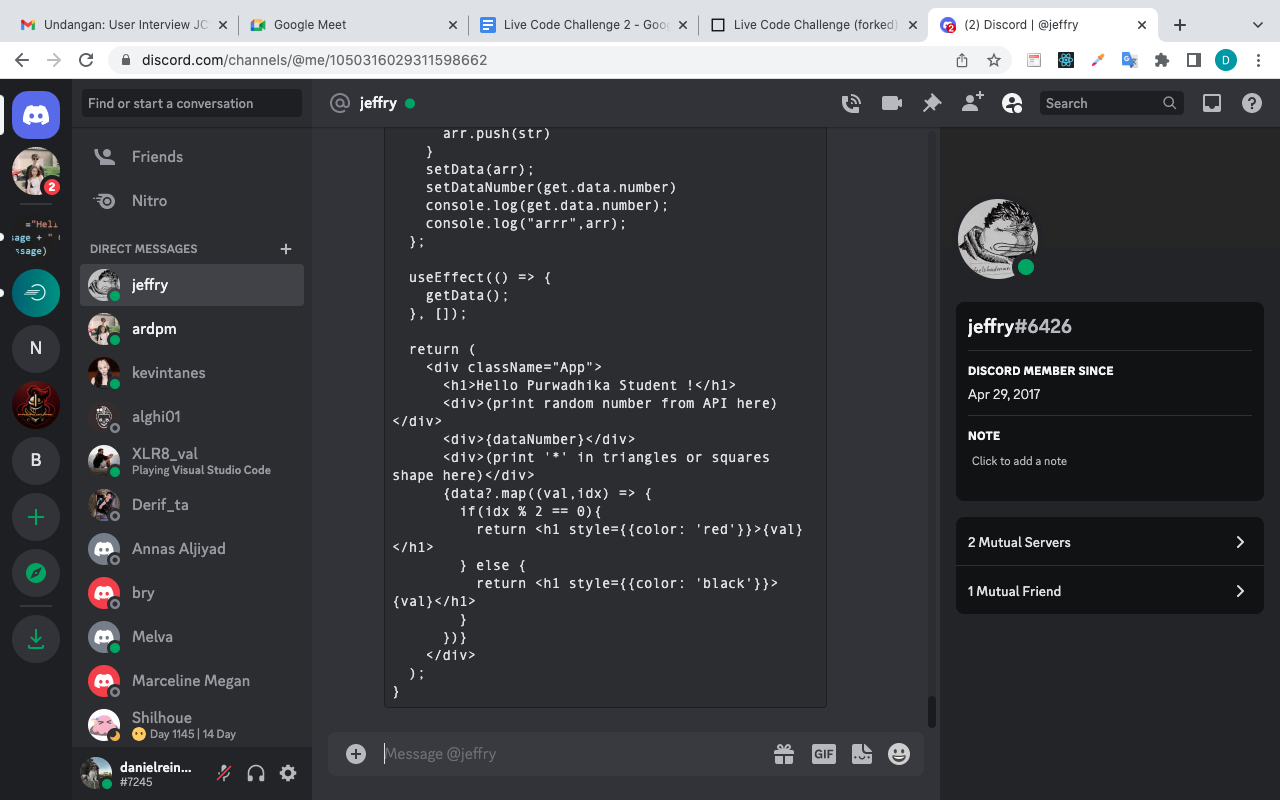 Undangan: User Interview JC
Google Meet
Live Code Challenge 2 - Goo
Live Code Challenge (forked)
(2) Discord | @jeffry
discord.com/channels/@me/1050316029311598662
D
Find or start a conversation
jeffry
Search
Friends
Nitro
2
="Hell
sage + "
ssage)
DIRECT MESSAGES
jeffry
ardpm
kevintanes
alghi01
XLR8_val
Playing Visual Studio Code
Derif_ta
Annas Aljiyad
bry
Melva
Marceline Megan
Shilhoue
Day 1145 | 14 Day
N
B
danielrein...
#7245
arr.push(str)
}
setData(arr);
setDataNumber(get.data.number)
console.log(get.data.number);
console.log("arrr",arr);
};
useEffect(() => {
getData();
}, []);
return (
<div className="App">
<h1>Hello Purwadhika Student !</h1>
<div>(print random number from API here)
</div>
<div>{dataNumber}</div>
<div>(print '*' in triangles or squares
shape here)</div>
{data?.map((val,idx) => {
if(idx % 2 == 0){
return <h1 style={{color: 'red'}}>{val}
</h1>
} else {
return <h1 style={{color: 'black'}}>
{val}</h1>
}
})}
</div>
);
}
Message @jeffry
GIF
jeffry#6426
DISCORD MEMBER SINCE
Apr 29, 2017
NOTE
Click to add a note
2 Mutual Servers
1 Mutual Friend